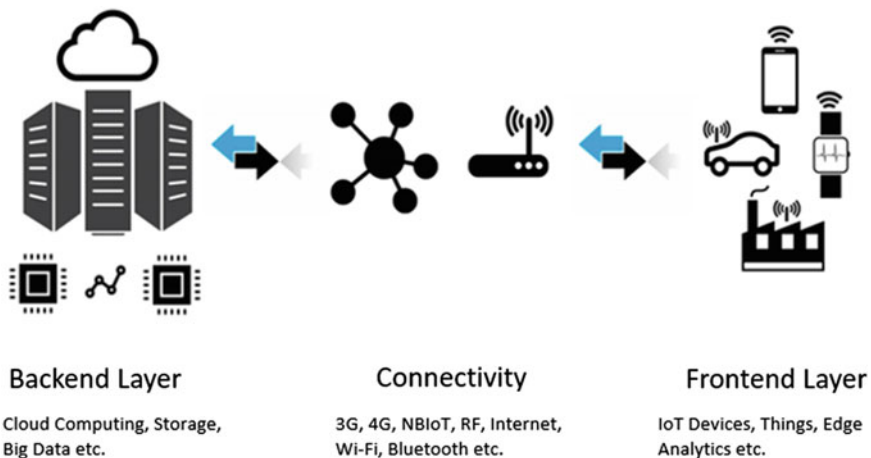 Backend Layer
Cloud Computing, Storage,
Big Data etc.
Connectivity
3G, 4G, NBIoT, RF, Internet,
Wi-Fi, Bluetooth etc.
Frontend Layer
IoT Devices, Things, Edge
Analytics etc.